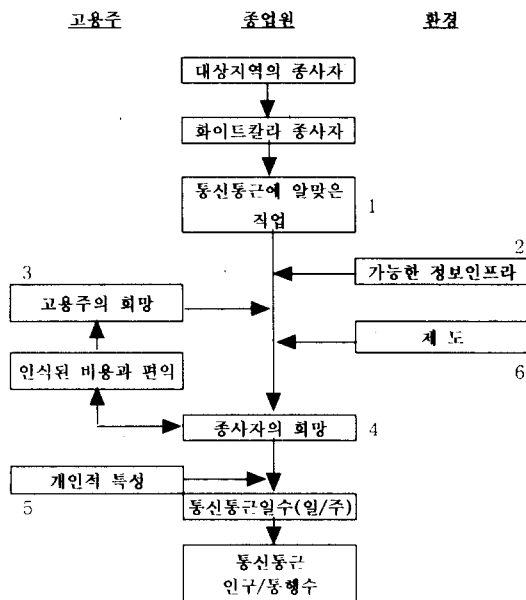 고용주 종업원 환경
대상지역의 종사자
화이트칼라 종사자
통신통근에 알맞은
직업
1
2
가능한 정보인프라
3
고용주의 희망
제 도
6
인식된 비용과 편익
종사자의 희망
4
개인적 특성
5
통신통근일수(일/주)
통신통근
인구/통행수